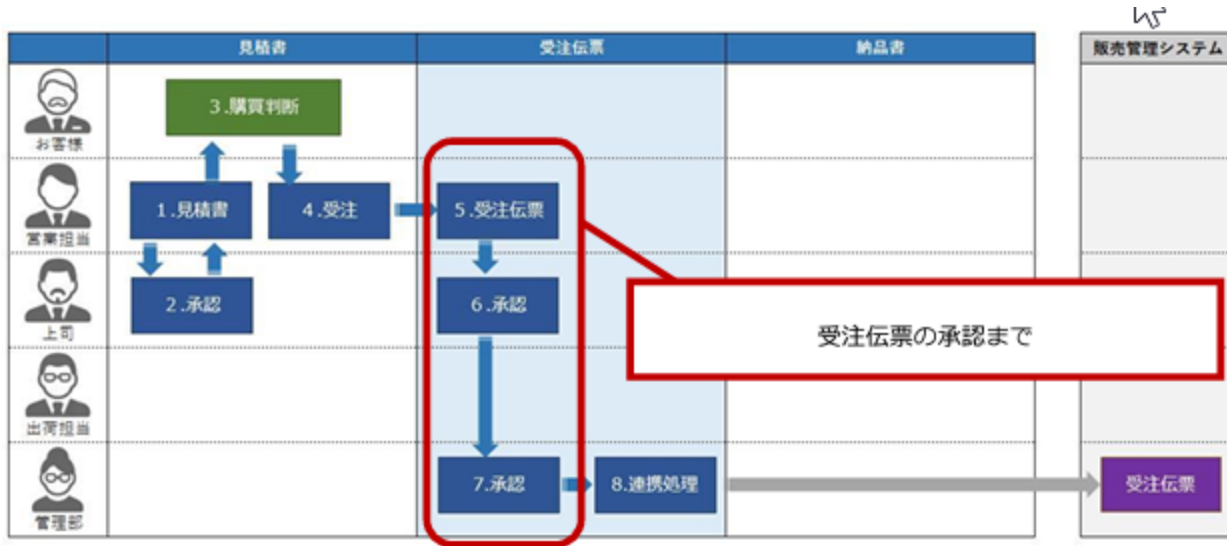 見積書
受注伝票
納品書
販売管理システム
お客様
3.購買判断
営業担当
1.見積書
4.受注
5.受注伝票
上司
2.承認
6.承認
受注伝票の承認まで
出荷担当
管理部
7.承認
8.連携処理
受注伝票